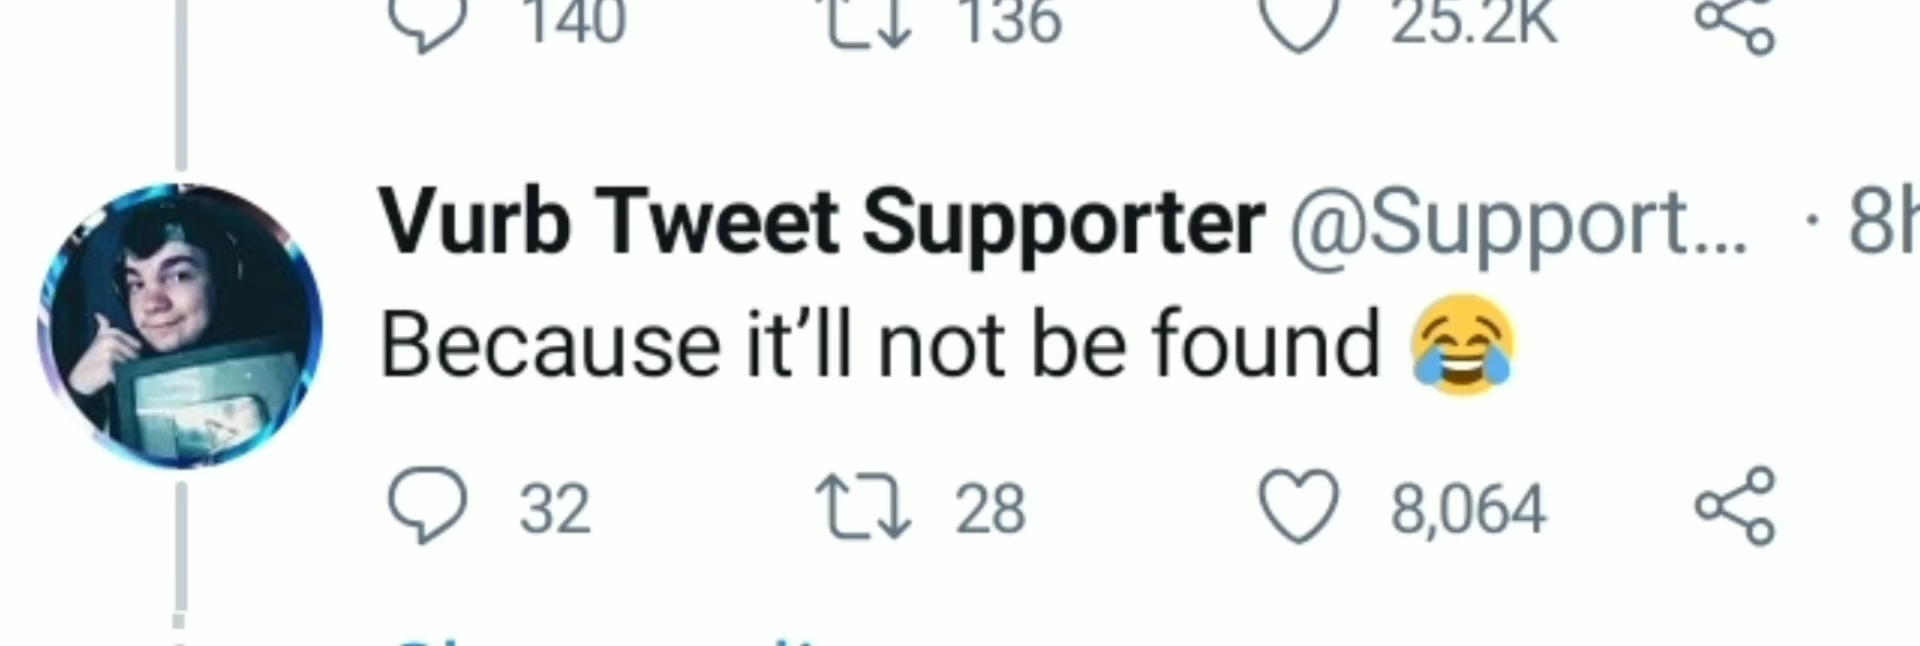 140 136 25.2K
Vurb Tweet Supporter @Support... · 8h
Because it’ll not be found 😂
32 28 8,064